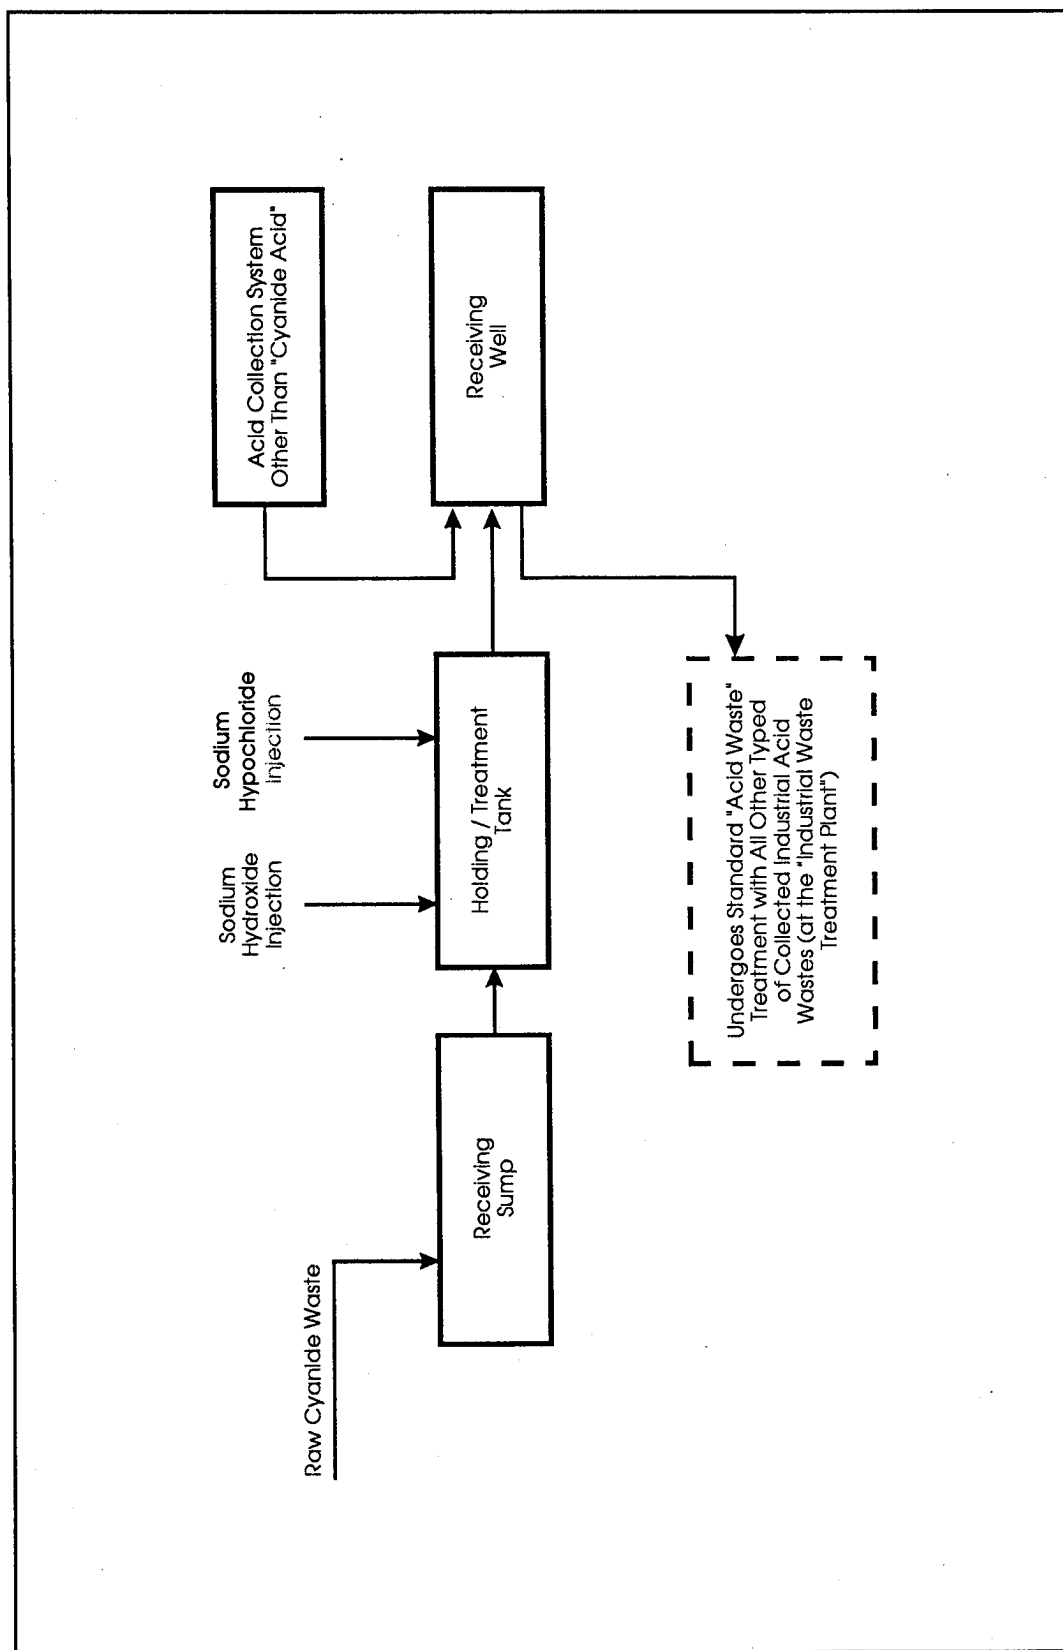 Raw Cyanide Waste
Receiving
Sump
Sodium
Hydroxide
Injection
Sodium
Hypochloride
Injection
Holding / Treatment
Tank
Acid Collection System
Other Than "Cyanide Acid"
Receiving
Well
Undergoes Standard "Acid Waste"
Treatment with All Other Typed
of Collected Industrial Acid
Wastes (at the "Industrial Waste
Treatment Plant")